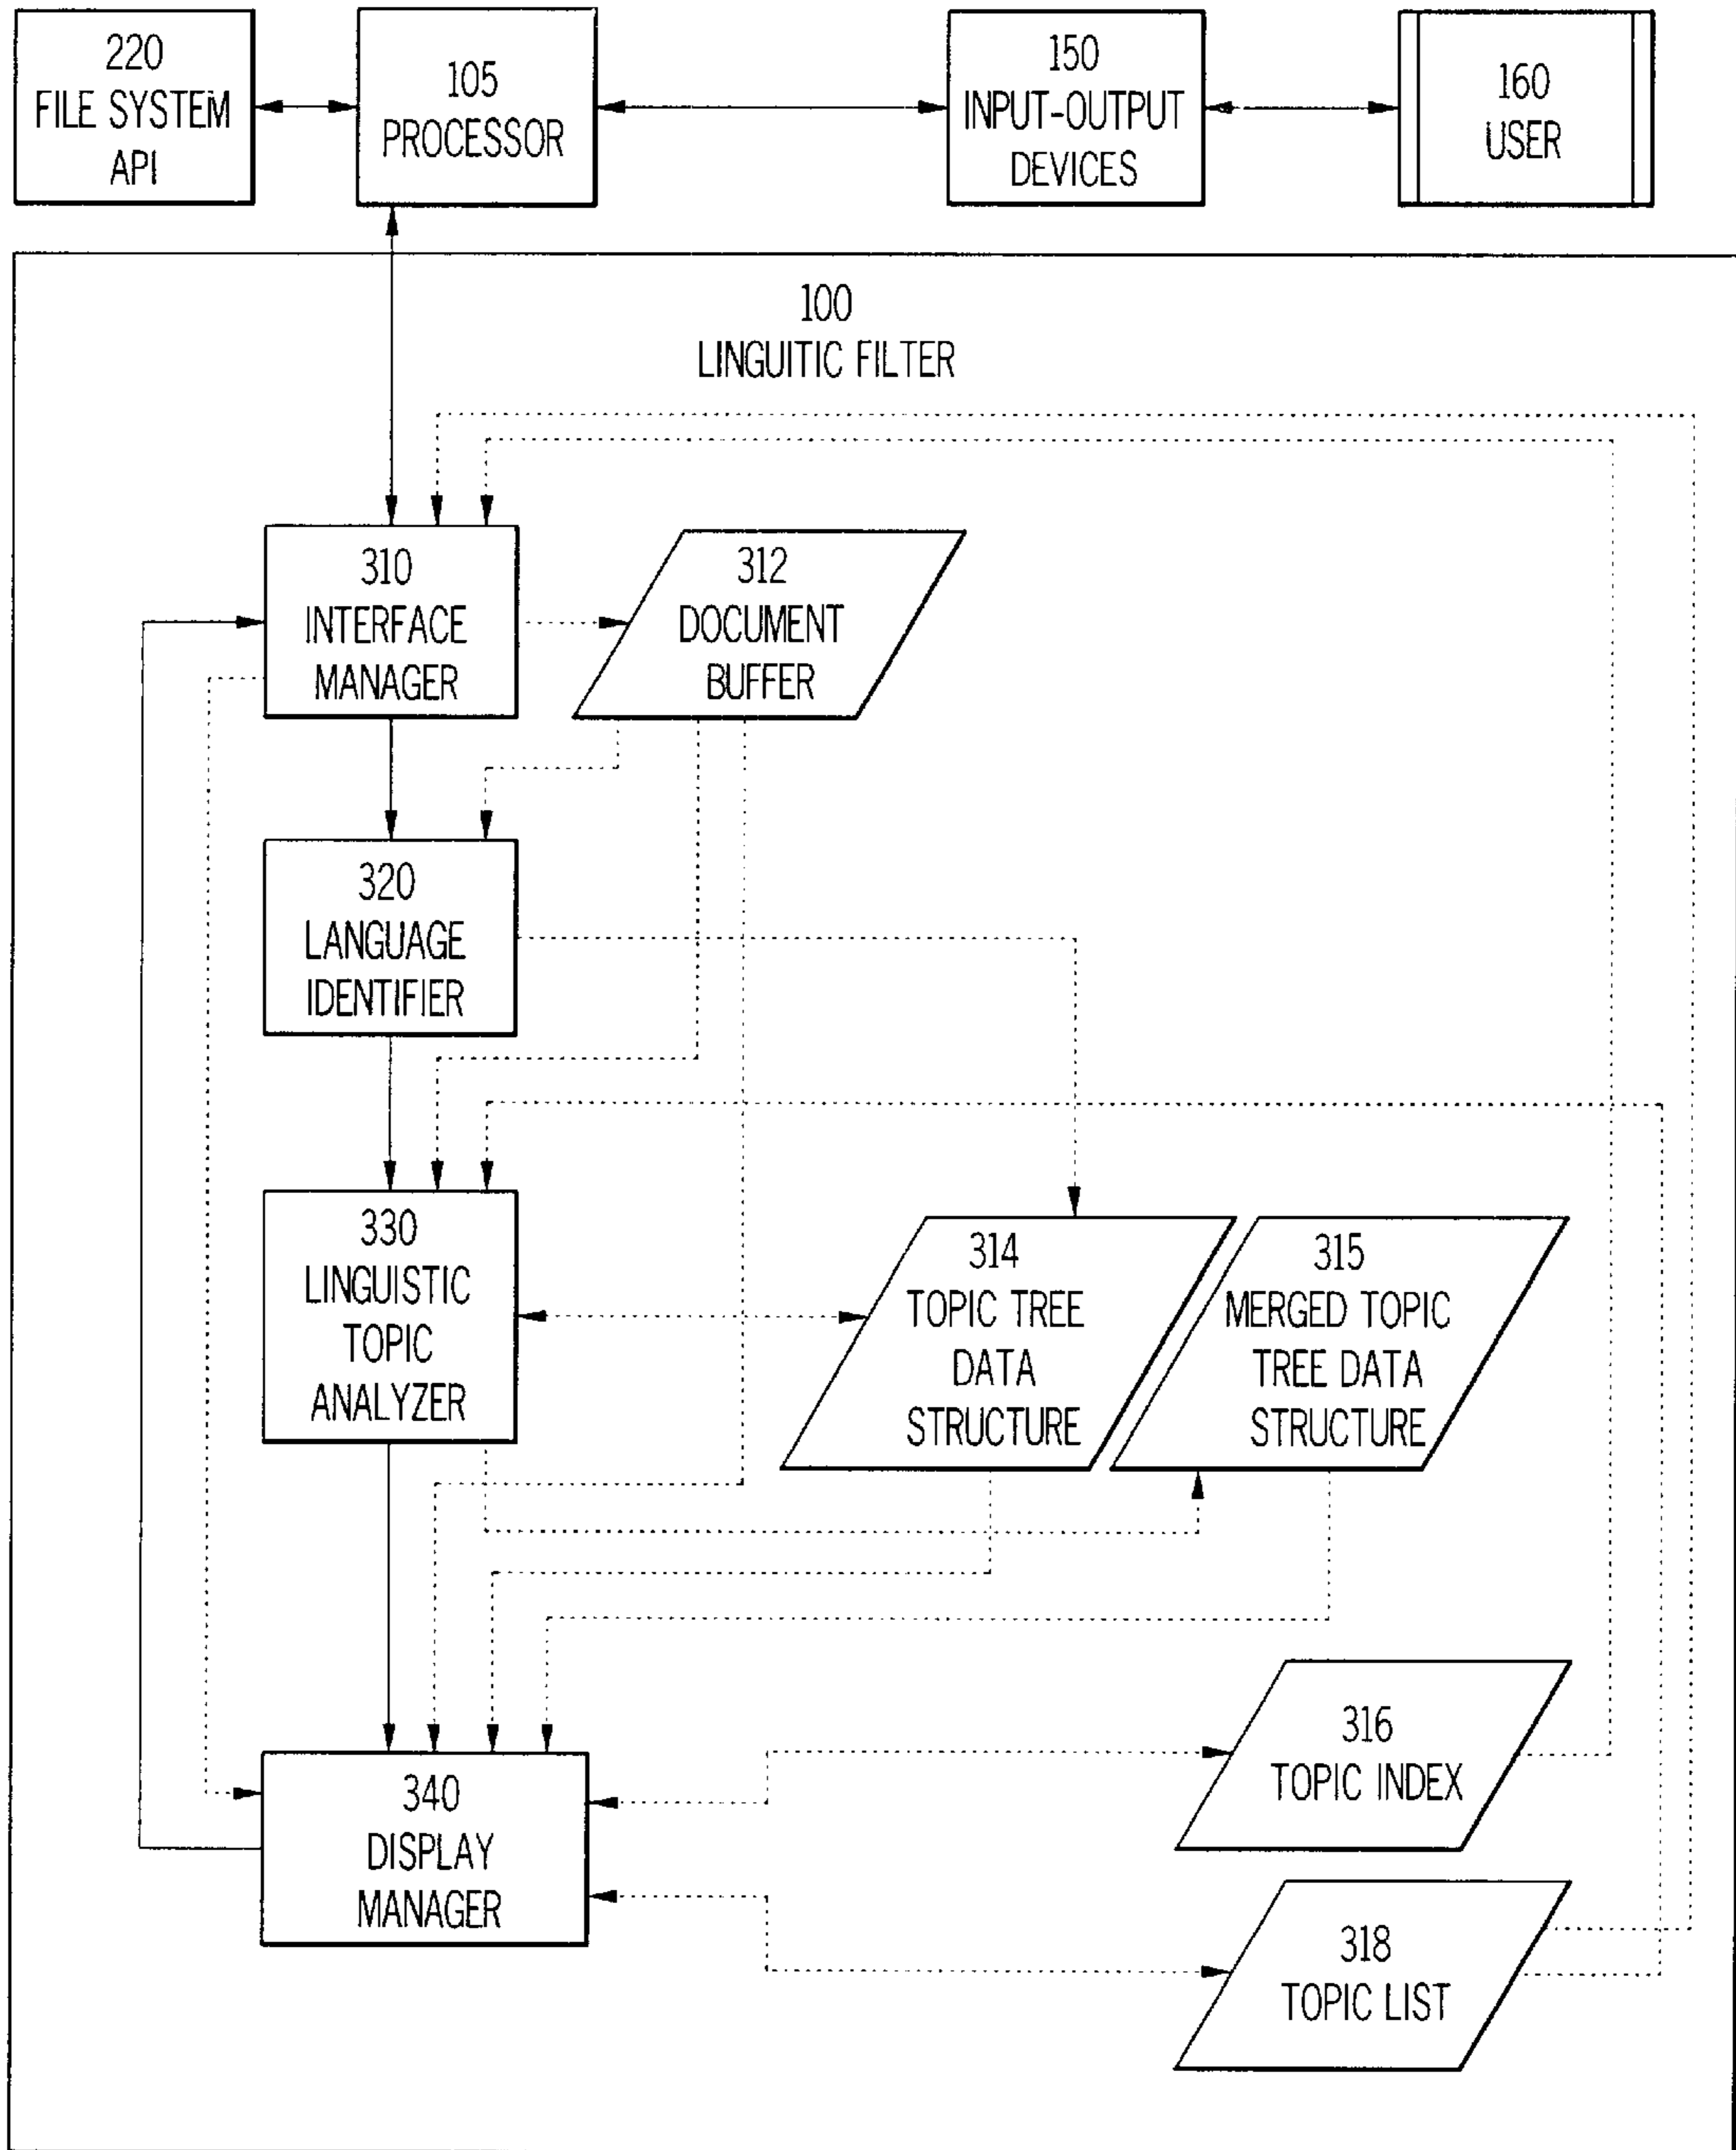 220
FILE SYSTEM
API
105
PROCESSOR
150
INPUT-OUTPUT
DEVICES
160
USER
100
LINGUITIC FILTER
310
INTERFACE
MANAGER
312
DOCUMENT
BUFFER
320
LANGUAGE
IDENTIFIER
330
LINGUISTIC
TOPIC
ANALYZER
314
TOPIC TREE
DATA
STRUCTURE
315
MERGED TOPIC
TREE DATA
STRUCTURE
316
TOPIC INDEX
340
DISPLAY
MANAGER
318
TOPIC LIST